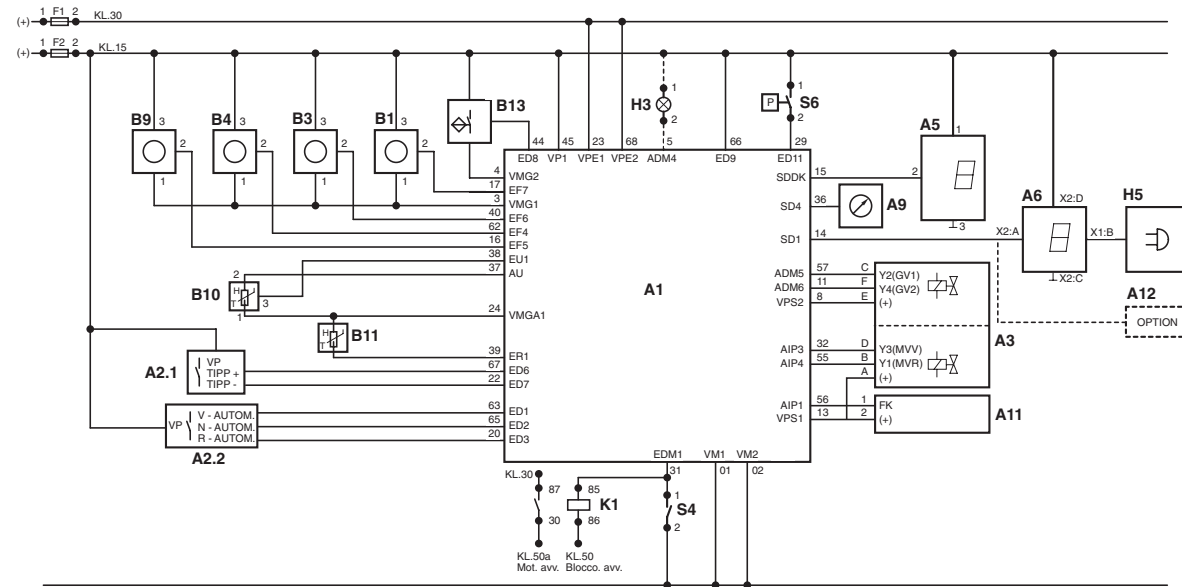 (+) 1 F1 2 KL.30
(+) 1 F2 2 KL.15
B9 3 B4 3 B3 3 B1 3 B13 H3 1 P 1 S6 A5
2 2 2 2 2 2 1
1 1 1 1
44 45 23 68 5 66 29
ED8 VP1 VPE1 VPE2 ADM4 ED9 ED11
4 VMG2
17 EF7
3 VMG1
40 EF6
62 EF4
16 EF5
38 EU1
37 AU
24 VMGA1
39 ER1
67 ED6
22 ED7
63 ED1
65 ED2
20 ED3
A1
SDDK 15 2
SD4 36 A9
SD1 14 X2:A
ADM5 57 C Y2(GV1)
ADM6 11 F Y4(GV2)
VPS2 8 E (+)
AIP3 32 D Y3(MVV)
AIP4 55 B Y1(MVR)
A (+)
A3
AIP1 56 1 FK
VPS1 13 2 (+)
A11
3
A6 X2:D H5
X1:B
X2:C
A12
OPTION
B10 2 H T 3 1
H T B11
A2.1
VP
TIPP +
TIPP -
VP
V - AUTOM.
N - AUTOM.
R - AUTOM.
A2.2
EDM1 VM1 VM2
31 01 02
KL.30 87 85 K1 1 S4
30 86 2
KL.50a KL.50
Mot. avv. Blocco. avv.